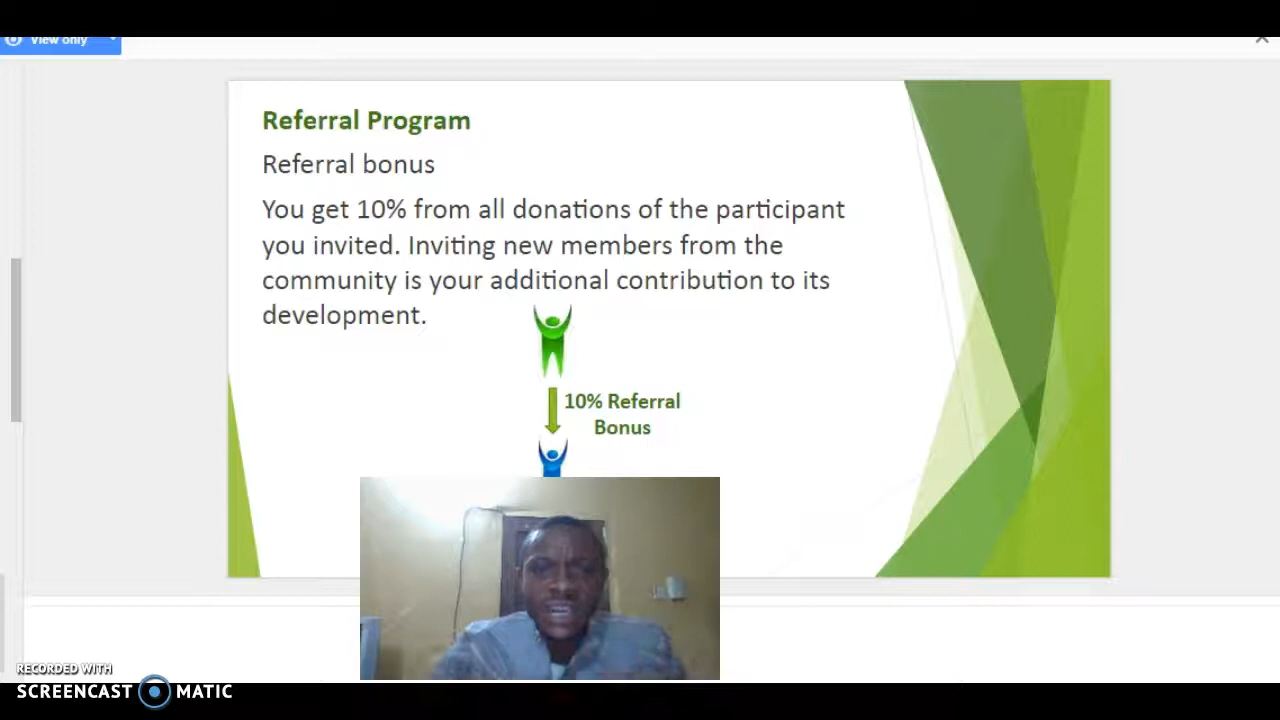 View only
Referral Program
Referral bonus
You get 10% from all donations of the participant
you invited. Inviting new members from the
community is your additional contribution to its
development.
10% Referral
Bonus
RECORDED WITH
SCREENCAST MATIC